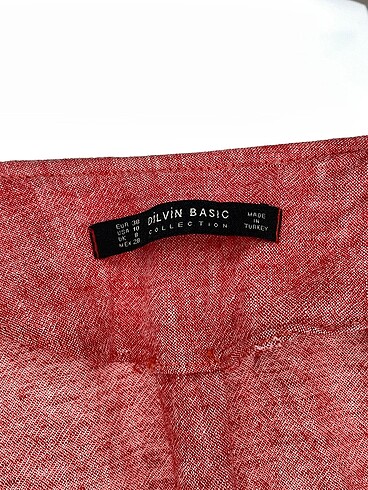 EUR 38
USA 10
UK 8
MEX 28
DİLVİN BASIC
COLLECTION
MADE
IN
TURKEY